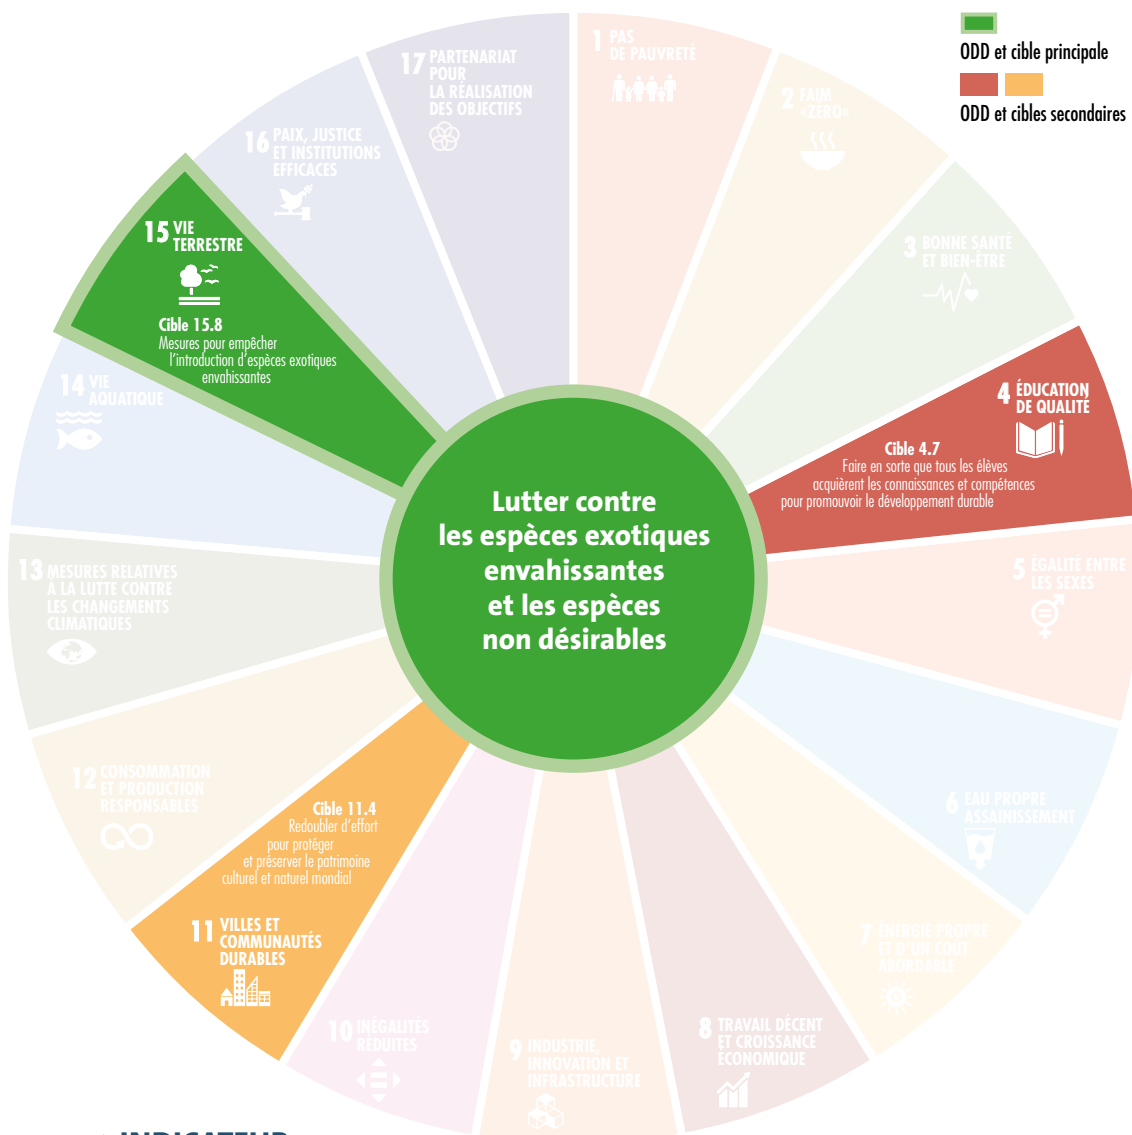 1 PAS
DE PAUVRETÉ
2 FAIM
«ZERO»
3 BONNE SANTÉ
ET BIEN-ÊTRE
4 ÉDUCATION
DE QUALITÉ
Cible 4.7
Faire en sorte que tous les élèves
acquièrent les connaissances et compétences
pour promouvoir le développement durable
5 ÉGALITÉ ENTRE
LES SEXES
6 EAU PROPRE
ASSAINISSEMENT
7 ÉNERGIE PROPRE
ET D'UN COÛT
ABORDABLE
8 TRAVAIL DÉCENT
ET CROISSANCE
ÉCONOMIQUE
9 INDUSTRIE,
INNOVATION ET
INFRASTRUCTURE
10 INÉGALITÉS
RÉDUITES
Cible 11.4
Redoubler d'effort
pour protéger
et préserver le patrimoine
culturel et naturel mondial
11 VILLES ET
COMMUNAUTÉS
DURABLES
12 CONSOMMATION
ET PRODUCTION
RESPONSABLES
13 MESURES RELATIVES
À LA LUTTE CONTRE
LES CHANGEMENTS
CLIMATIQUES
14 VIE
AQUATIQUE
15 VIE
TERRESTRE
Cible 15.8
Mesures pour empêcher
l'introduction d'espèces exotiques
envahissantes
16 PAIX, JUSTICE
ET INSTITUTIONS
EFFICACES
17 PARTENARIAT
POUR
LA RÉALISATION
DES OBJECTIFS
Lutter contre
les espèces exotiques
envahissantes
et les espèces
non désirables
ODD et cible principale
ODD et cibles secondaires
INDICATEUR